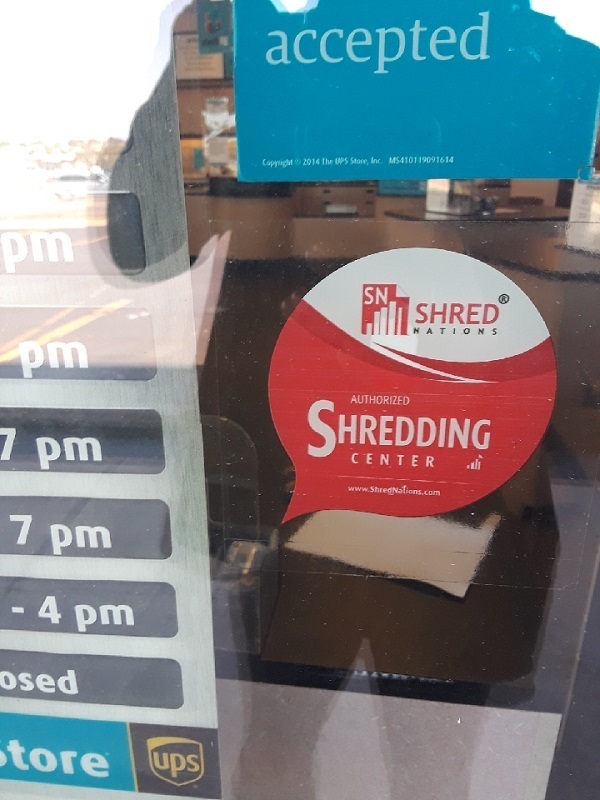 accepted
Copyright © 2014 The UPS Store, Inc. MS410119091614
pm
pm
7 pm
7 pm
- 4 pm
osed
tore
ups
SN
SHRED®
NATIONS
AUTHORIZED
SHREDDING
CENTER
www.ShredNations.com